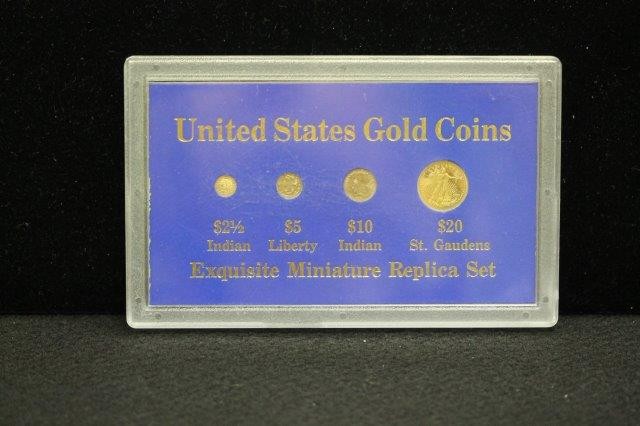 United States Gold Coins
$2½ $5 $10 $20
Indian Liberty Indian St. Gaudens
Exquisite Miniature Replica Set